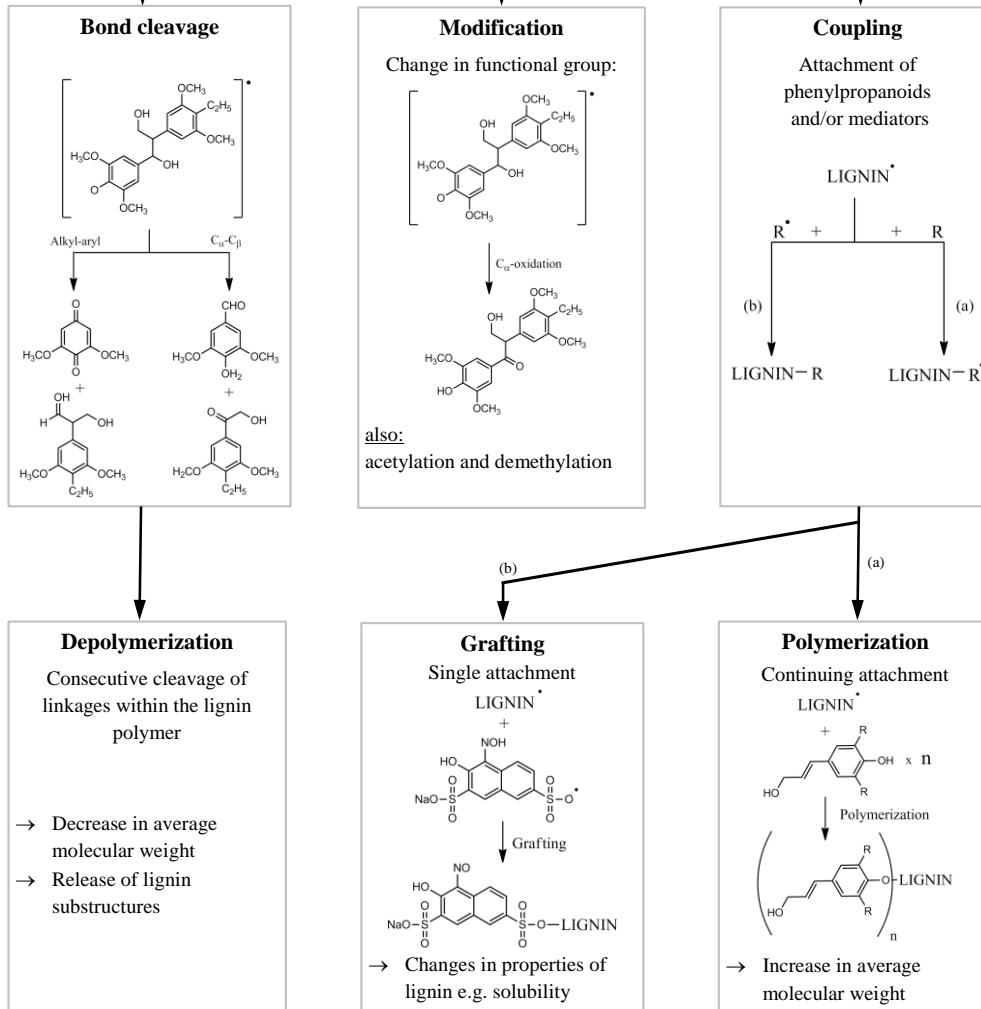 Bond cleavage
OCH₃
C₂H₅
OH
OCH₃
H₃CO
OH
O
OCH₃
Alkyl-aryl
Cα-Cβ
O
H₃CO
OCH₃
O
+
OH
H
OH
H₃CO
OCH₃
C₂H₅
CHO
H₃CO
OCH₃
OH₂
+
O
OH
H₂CO
OCH₃
C₂H₅
Modification
Change in functional group:
OCH₃
C₂H₅
OH
OCH₃
H₃CO
OH
O
OCH₃
Cα-oxidation
OCH₃
C₂H₅
HO
OCH₃
H₃CO
O
HO
OCH₃
also:
acetylation and demethylation
Coupling
Attachment of
phenylpropanoids
and/or mediators
LIGNIN•
R• + + R
(b)
(a)
LIGNIN–R
LIGNIN–R•
(b)
(a)
Depolymerization
Consecutive cleavage of
linkages within the lignin
polymer
→ Decrease in average
molecular weight
→ Release of lignin
substructures
Grafting
Single attachment
LIGNIN•
+
NOH
HO
O
NaO–S
O
O
S–O•
O
Grafting
NO
HO
O
NaO–S
O
O
S–O–LIGNIN
O
→ Changes in properties of
lignin e.g. solubility
Polymerization
Continuing attachment
LIGNIN•
+
R
OH x n
R
HO
Polymerization
R
O–LIGNIN
R
HO
n
→ Increase in average
molecular weight